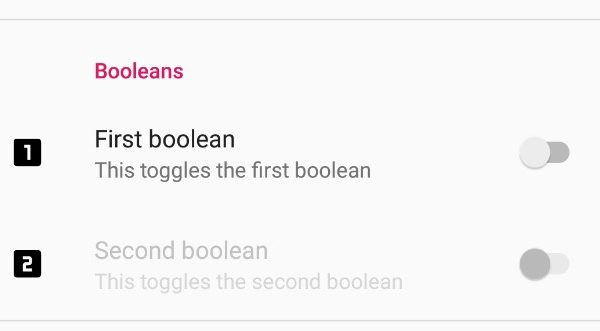 Booleans
1
First boolean
This toggles the first boolean
2
Second boolean
This toggles the second boolean